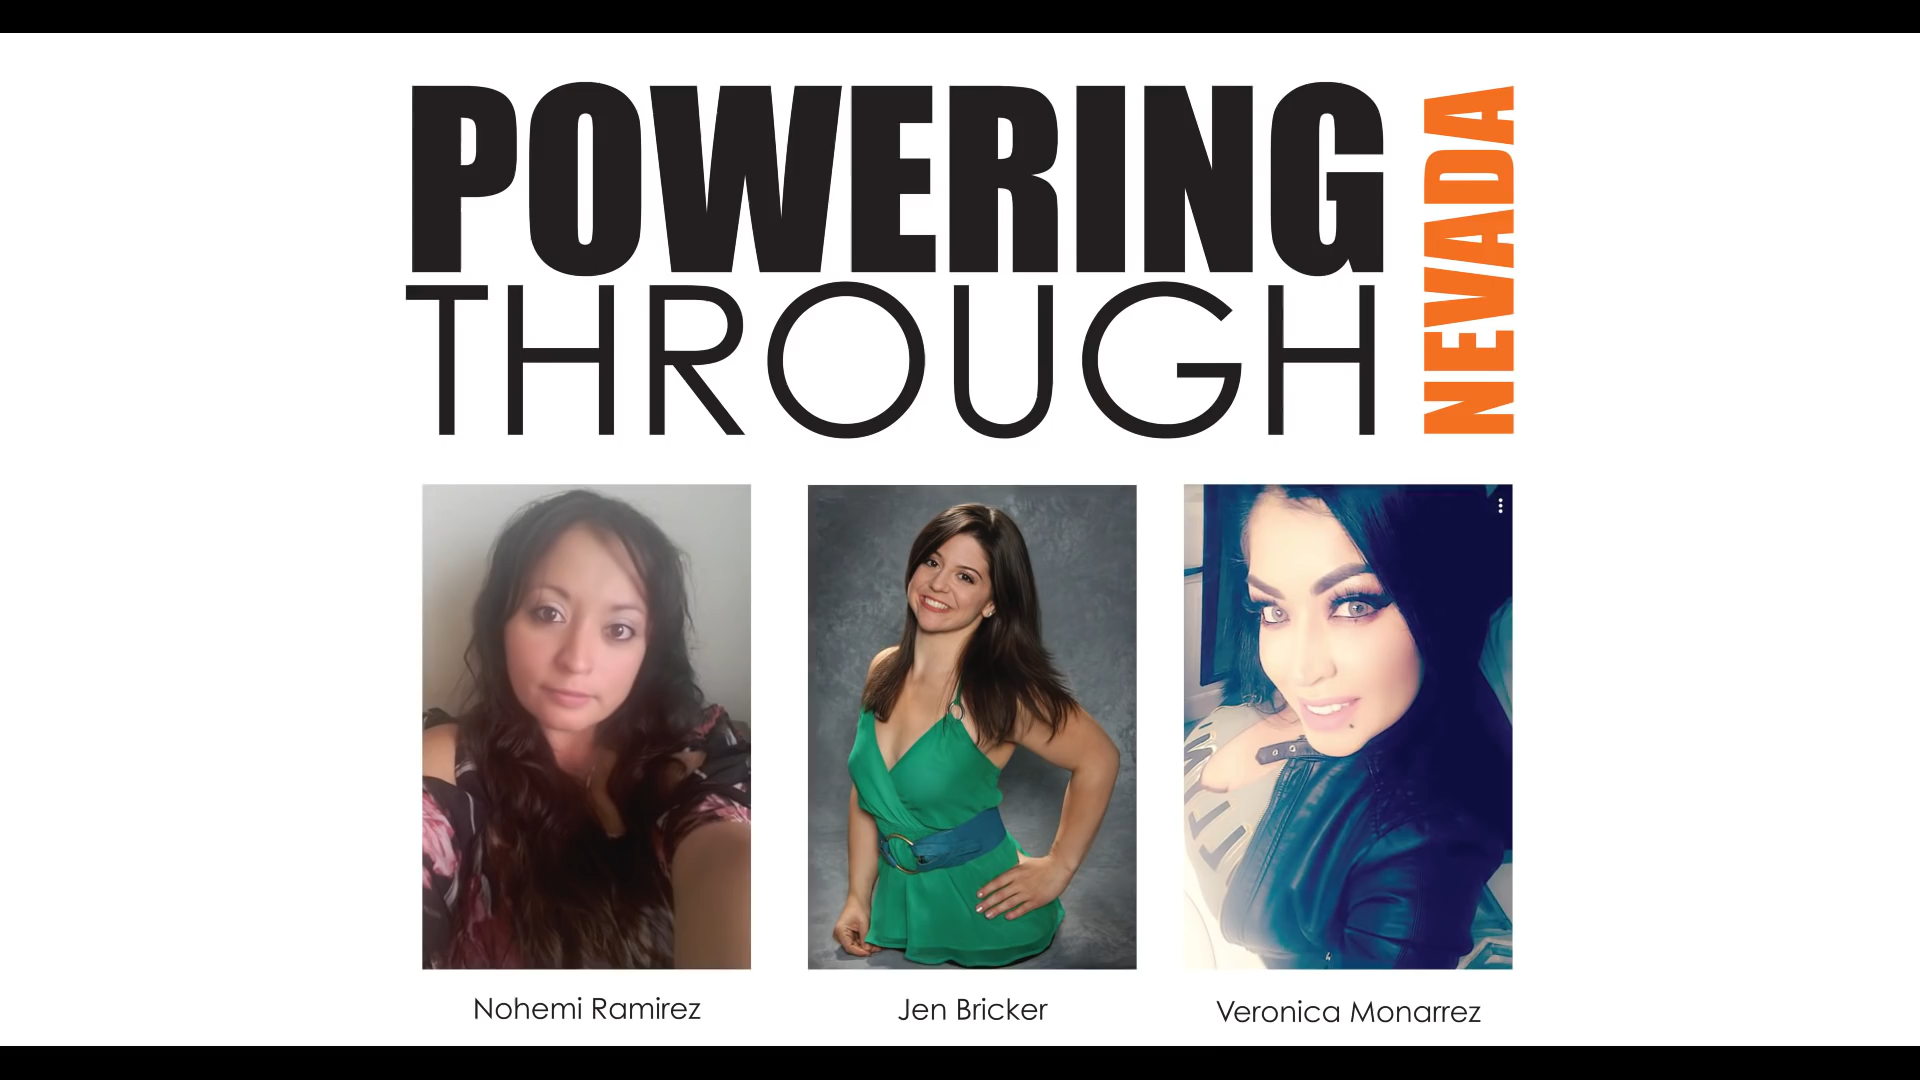 POWERING
THROUGH
NEVADA
Nohemi Ramirez
Jen Bricker
Veronica Monarrez